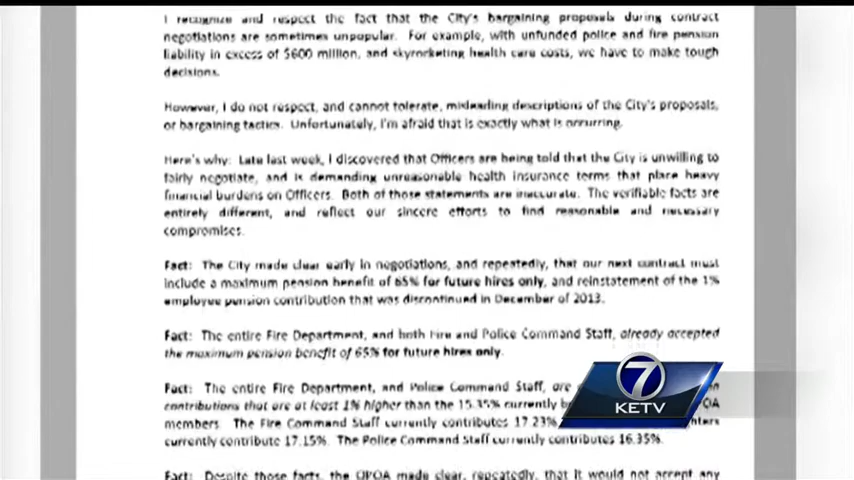 I recognize and respect the fact that the City's bargaining proposals during contract
negotiations are sometimes unpopular. For example, with unfunded police and fire pension
liability in excess of $600 million, and skyrocketing health care costs, we have to make tough
decisions.
However, I do not respect, and cannot tolerate, misleading descriptions of the City's proposals,
or bargaining tactics. Unfortunately, I'm afraid that is exactly what is occurring.
Here's why: Late last week, I discovered that Officers are being told that the City is unwilling to
fairly negotiate, and is demanding unreasonable health insurance terms that place heavy
financial burdens on Officers. Both of those statements are inaccurate. The verifiable facts are
entirely different, and reflect our sincere efforts to find reasonable and necessary
compromises.
Fact: The City made clear early in negotiations, and repeatedly, that our next contract must
include a maximum pension benefit of 65% for future hires only, and reinstatement of the 1%
employee pension contribution that was discontinued in December of 2013.
Fact: The entire Fire Department, and both Fire and Police Command Staff, already accepted
the maximum pension benefit of 65% for future hires only.
Fact: The entire Fire Department, and Police Command Staff, are
contributions that are at least 1% higher than the 15.35% currently
members. The Fire Command Staff currently contributes 17.23%
currently contribute 17.15%. The Police Command Staff currently contributes 16.35%.
Fact: Despite those facts, the OPOA made clear, repeatedly, that it would not accept any
7
KETV